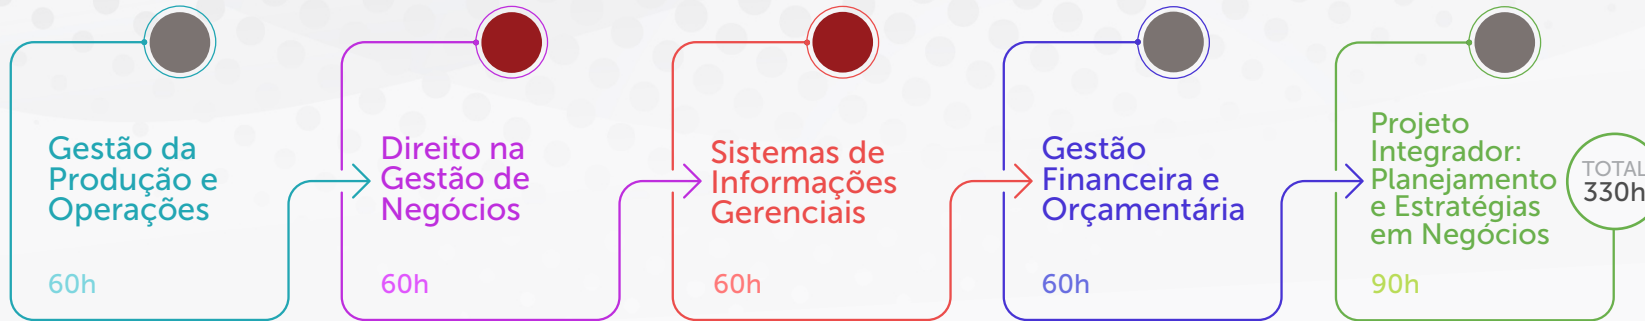 Gestão da
Produção e
Operações
60h
Direito na
Gestão de
Negócios
60h
Sistemas de
Informações
Gerenciais
60h
Gestão
Financeira e
Orçamentária
60h
Projeto
Integrador:
Planejamento
e Estratégias
em Negócios
90h
TOTAL
330h